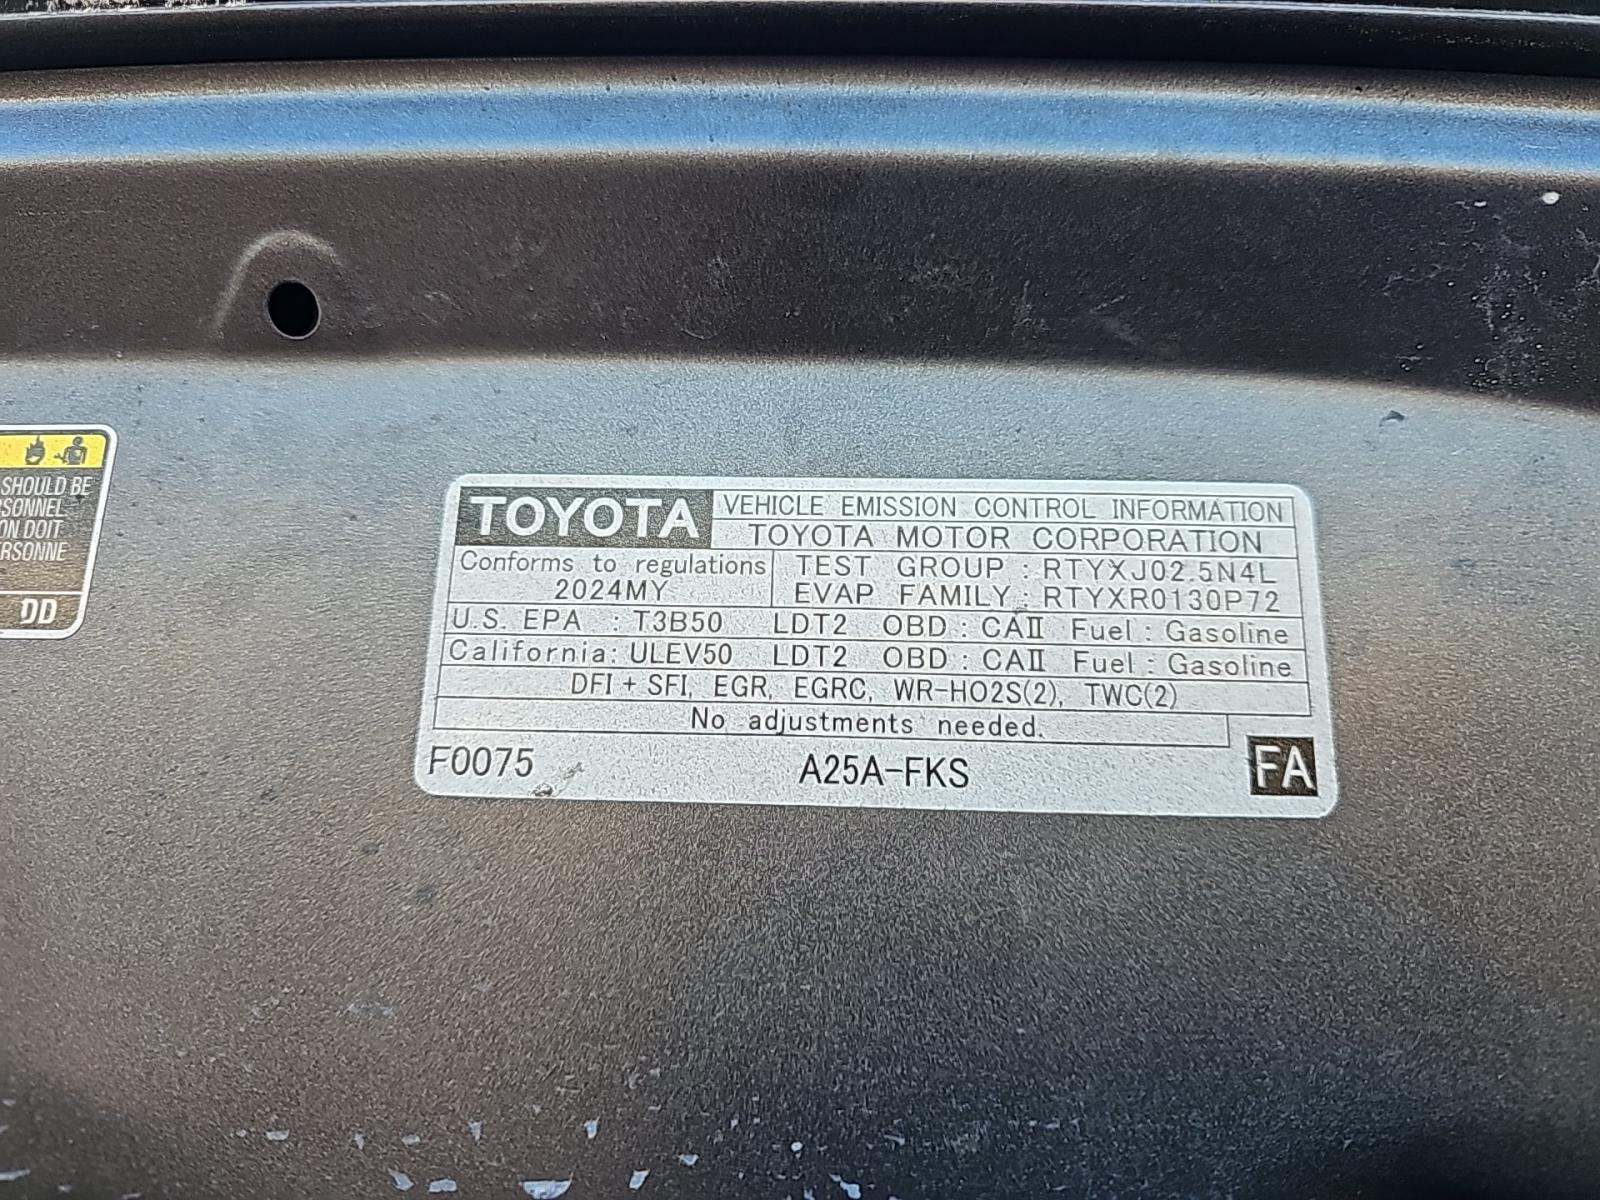 SHOULD BE
SONNEL
ON DOIT
RSONNE
DD
TOYOTA
VEHICLE EMISSION CONTROL INFORMATION
TOYOTA MOTOR CORPORATION
Conforms to regulations
2024MY
TEST GROUP : RTYXJ02.5N4L
EVAP FAMILY : RTYXR0130P72
U.S. EPA : T3B50 LDT2 OBD : CAⅡ Fuel : Gasoline
California: ULEV50 LDT2 OBD : CAⅡ Fuel : Gasoline
DFI + SFI, EGR, EGRC, WR-HO2S(2), TWC(2)
No adjustments needed.
F0075 A25A-FKS FA